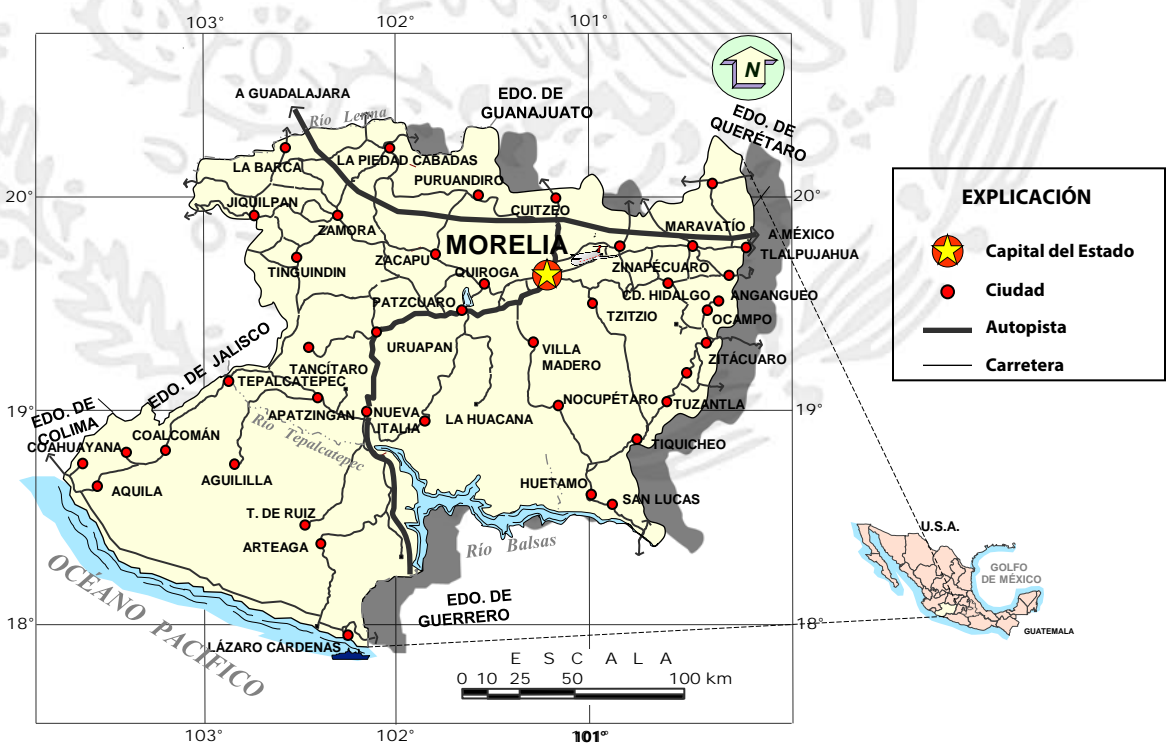 103°
102°
101°
A GUADALAJARA
Río Lerma
EDO. DE
GUANAJUATO
N
EDO. DE
QUERÉTARO
LA BARCA
LA PIEDAD CABADAS
PURUANDIRO
20°
20°
JIQUILPAN
ZAMORA
CUITZEO
MARAVATÍO
A MÉXICO
TLALPUJAHUA
MORELIA
ZACAPU
TINGUINDIN
QUIROGA
ZINAPÉCUARO
PATZCUARO
CD. HIDALGO
ANGANGUEO
TZITZIO
OCAMPO
URUAPAN
VILLA
MADERO
ZITÁCUARO
EDO. DE JALISCO
TANCÍTARO
TEPALCATEPEC
APATZINGAN
NUEVA
ITALIA
LA HUACANA
NOCUPÉTARO
TUZANTLA
19°
19°
EDO. DE
COLIMA
COAHUAYANA
COALCOMÁN
Río Tepalcatepec
TIQUICHEO
AQUILA
AGUILILLA
HUETAMO
SAN LUCAS
T. DE RUIZ
ARTEAGA
Río Balsas
OCÉANO PACIFICO
EDO. DE
GUERRERO
18°
18°
LÁZARO CÁRDENAS
E S C A L A
0 10 25 50 100 km
103°
102°
101°
EXPLICACIÓN
Capital del Estado
Ciudad
Autopista
Carretera
U.S.A.
GOLFO
DE MÉXICO
GUATEMALA